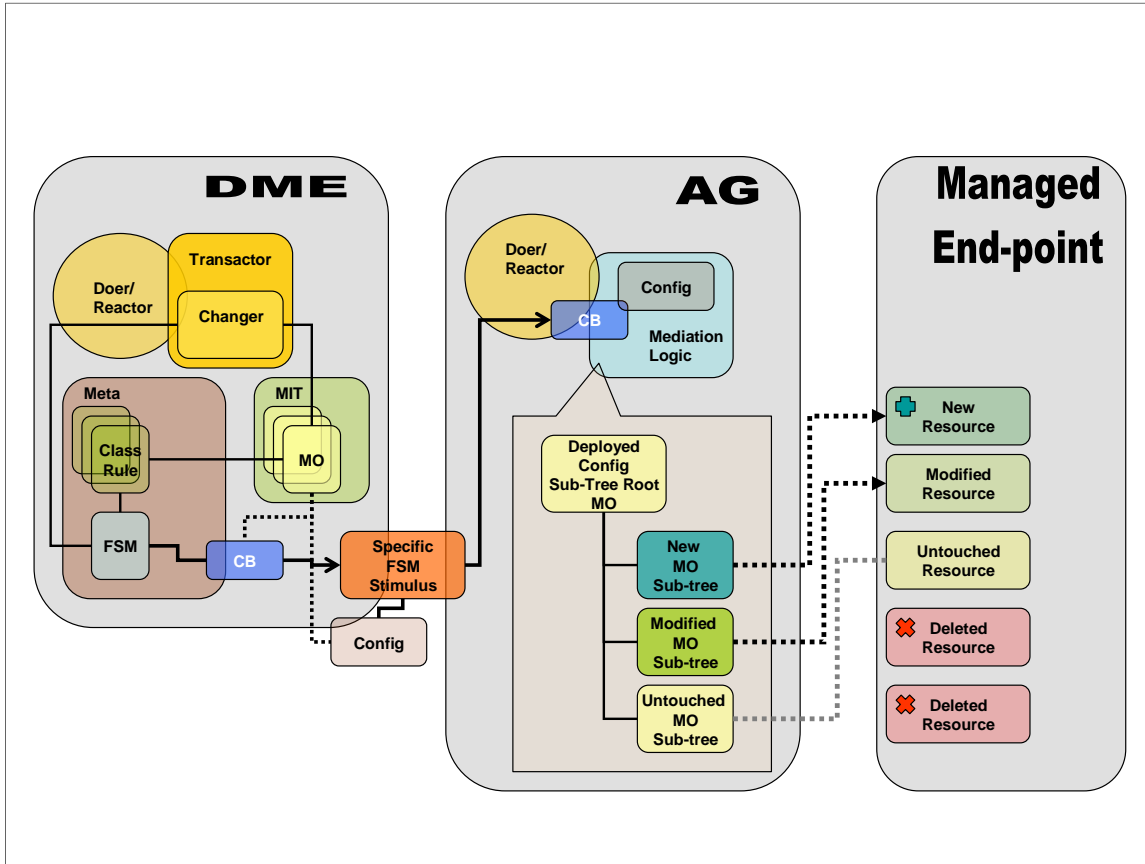 DME
Doer/
Reactor
Transactor
Changer
Meta
Class
Rule
FSM
MIT
MO
CB
Specific
FSM
Stimulus
Config
AG
Doer/
Reactor
CB
Config
Mediation
Logic
Deployed
Config
Sub-Tree Root
MO
New
MO
Sub-tree
Modified
MO
Sub-tree
Untouched
MO
Sub-tree
Managed
End-point
New
Resource
Modified
Resource
Untouched
Resource
Deleted
Resource
Deleted
Resource